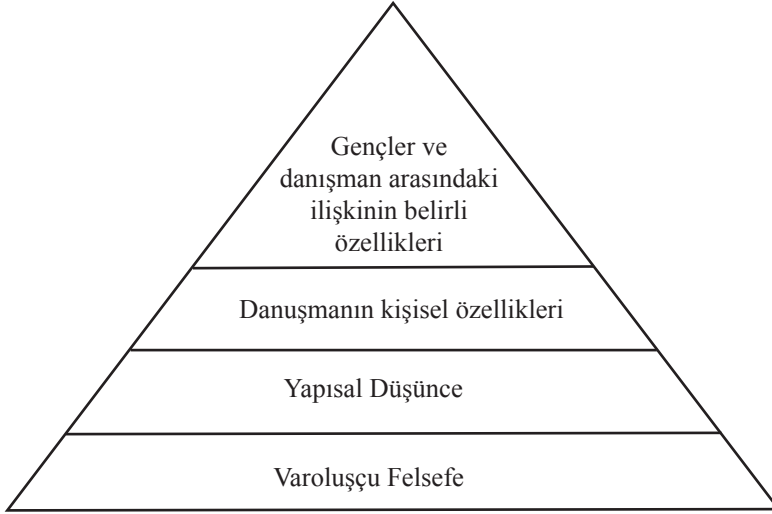 Gençler ve
danışman arasındaki
ilişkinin belirli
özellikleri
Danuşmanın kişisel özellikleri
Yapısal Düşünce
Varoluşçu Felsefe